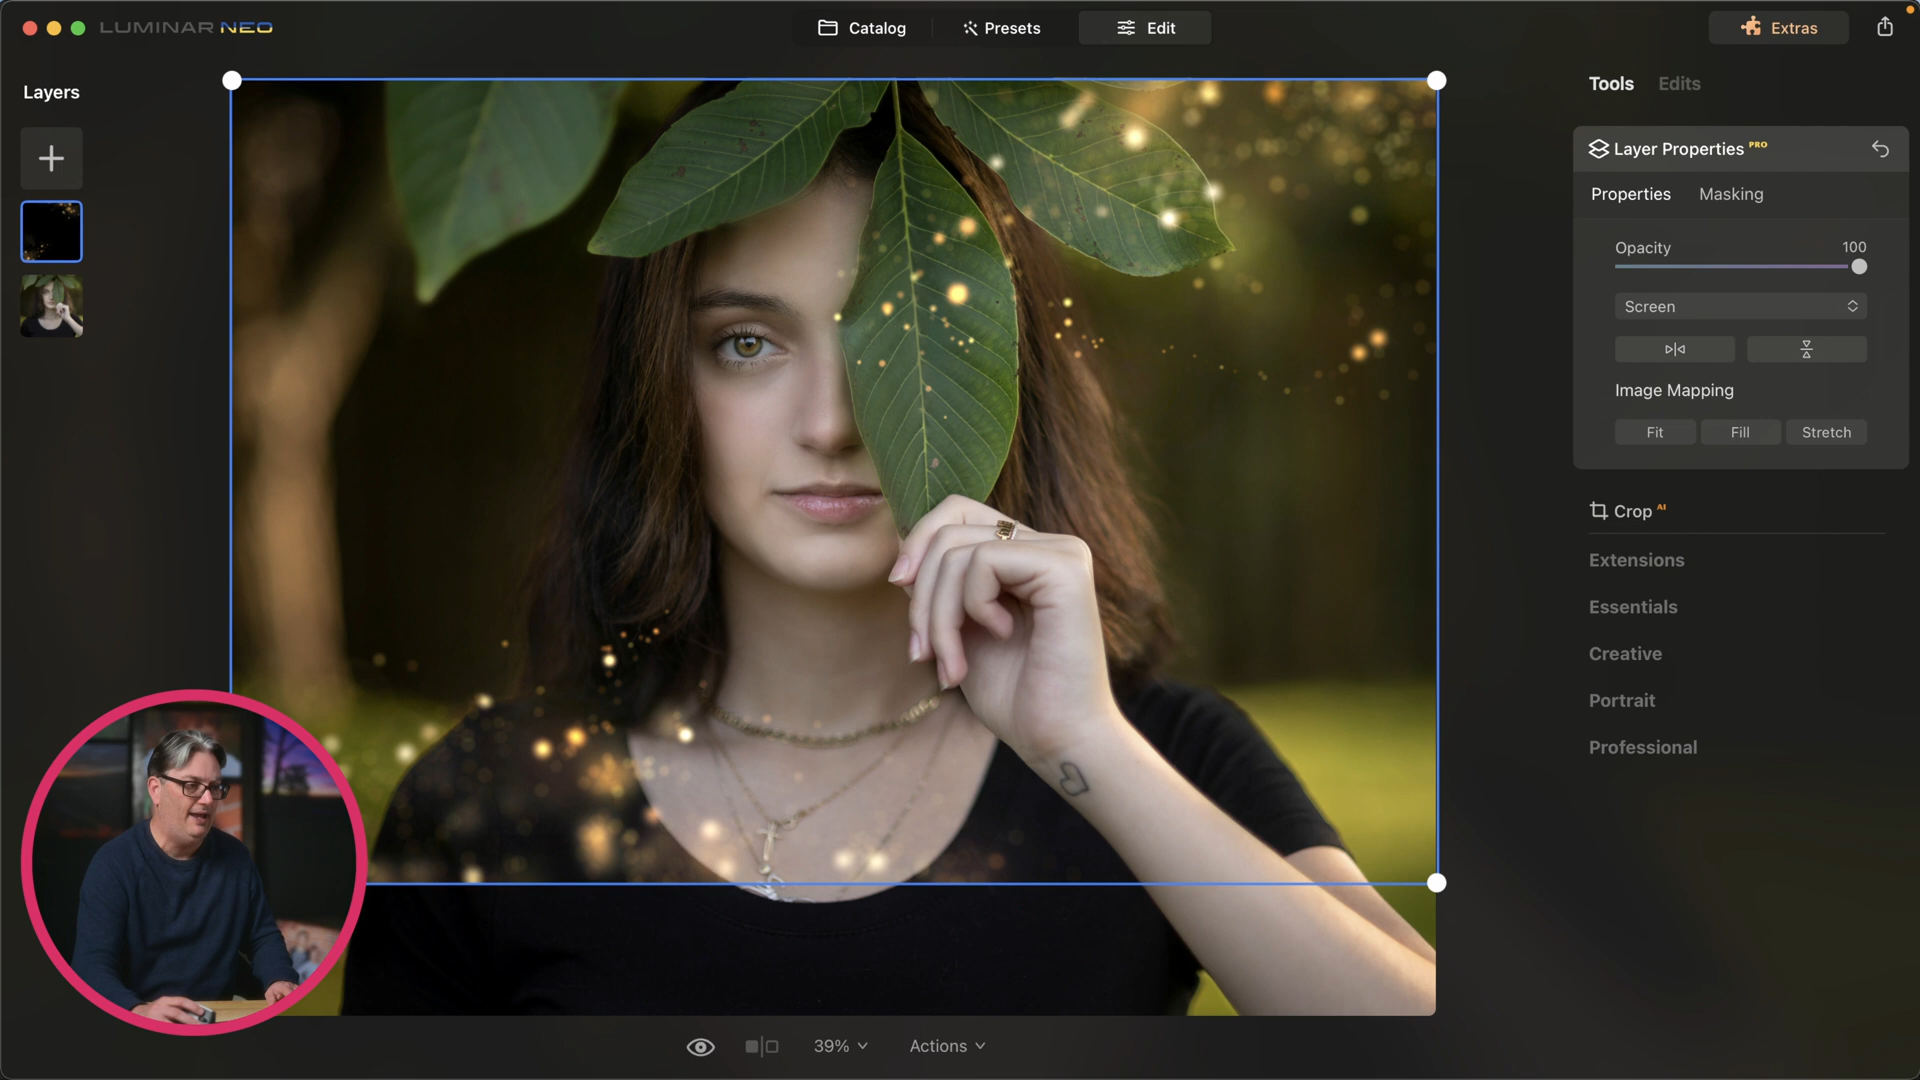 LUMINAR NEO
Catalog
Presets
Edit
Extras
Layers
Tools
Edits
Layer Properties PRO
Properties
Masking
Opacity
100
Screen
Image Mapping
Fit
Fill
Stretch
Crop AI
Extensions
Essentials
Creative
Portrait
Professional
39%
Actions